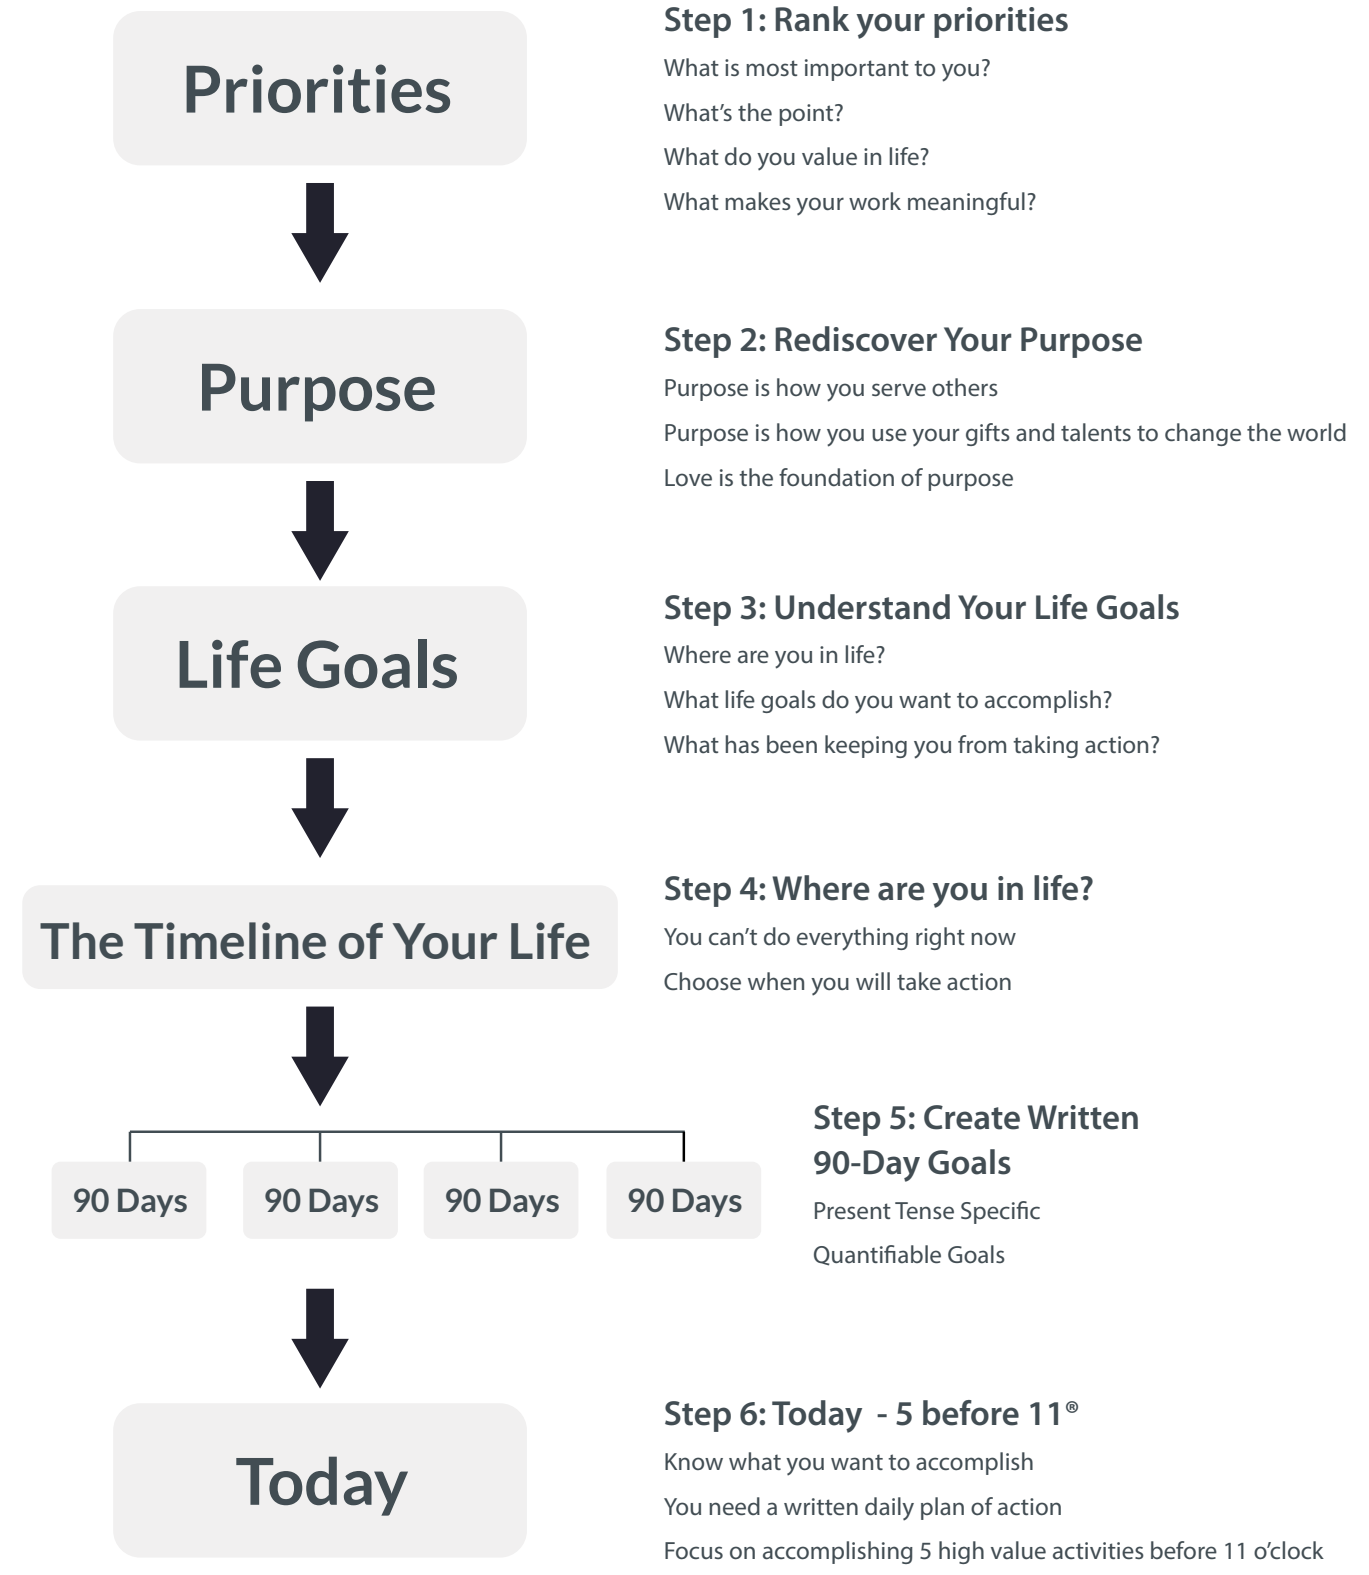 Priorities
Step 1: Rank your priorities
What is most important to you?
What's the point?
What do you value in life?
What makes your work meaningful?
Purpose
Step 2: Rediscover Your Purpose
Purpose is how you serve others
Purpose is how you use your gifts and talents to change the world
Love is the foundation of purpose
Life Goals
Step 3: Understand Your Life Goals
Where are you in life?
What life goals do you want to accomplish?
What has been keeping you from taking action?
The Timeline of Your Life
Step 4: Where are you in life?
You can't do everything right now
Choose when you will take action
90 Days
90 Days
90 Days
90 Days
Step 5: Create Written
90-Day Goals
Present Tense Specific
Quantifiable Goals
Today
Step 6: Today - 5 before 11®
Know what you want to accomplish
You need a written daily plan of action
Focus on accomplishing 5 high value activities before 11 o'clock